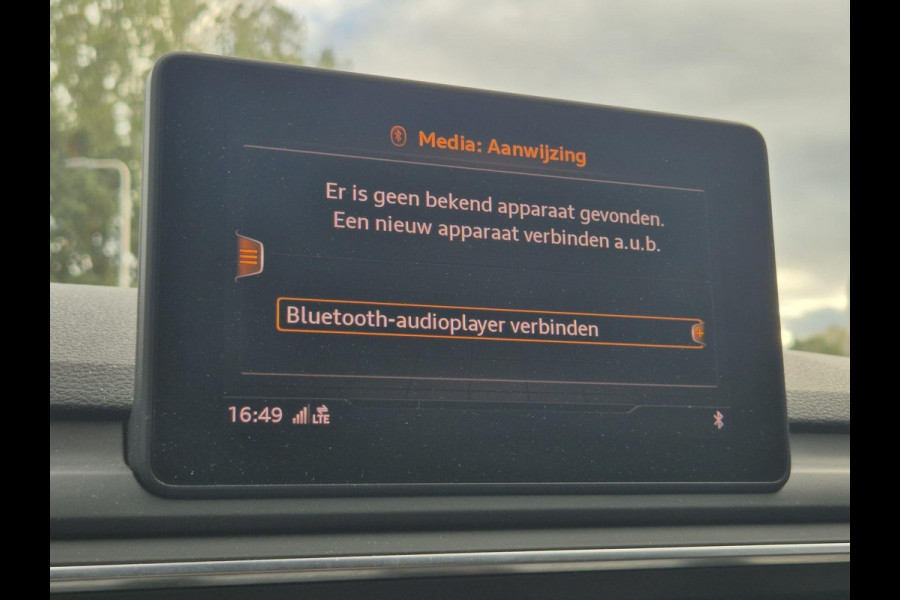 Media: Aanwijzing
Er is geen bekend apparaat gevonden.
Een nieuw apparaat verbinden a.u.b.
Bluetooth-audioplayer verbinden
16:49 LTE